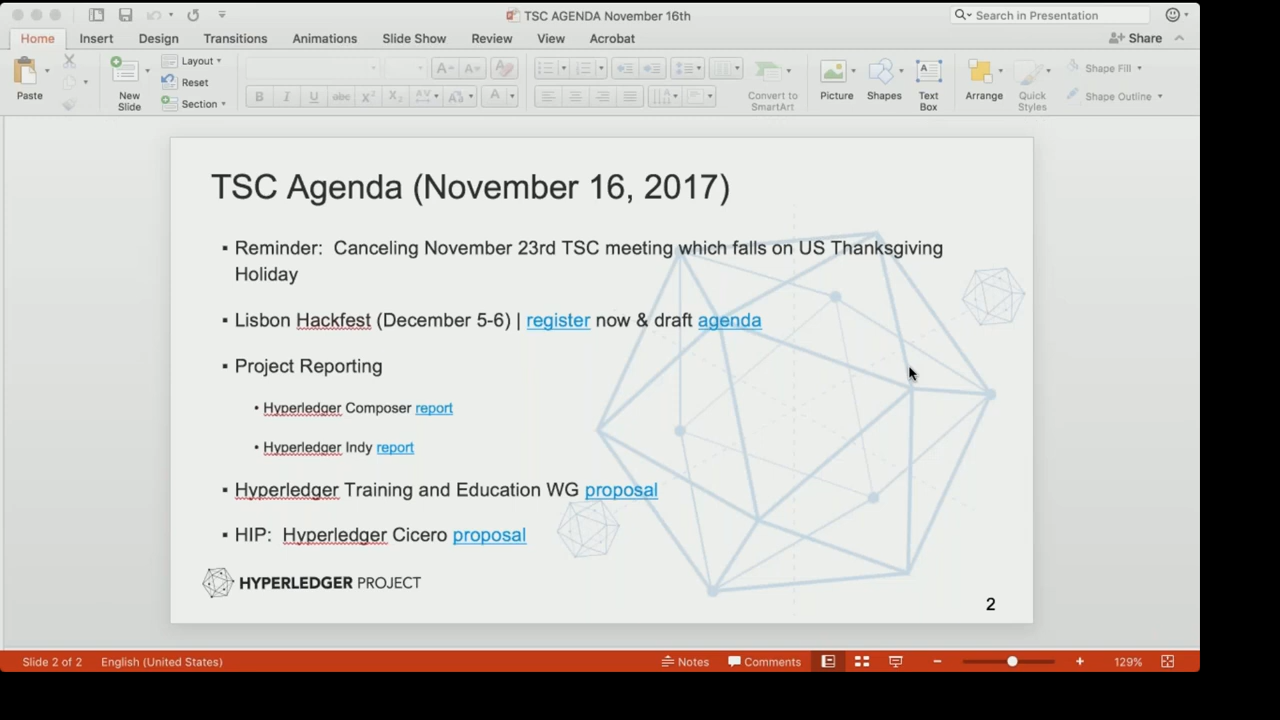 TSC AGENDA November 16th
Search in Presentation
Home Insert Design Transitions Animations Slide Show Review View Acrobat Share
Paste
New
Slide
Layout
Reset
Section
A A
B I U abc X² X₂ AV Aa A
Convert to
SmartArt
Picture
Shapes
A
Text
Box
Arrange
Quick
Styles
Shape Fill
Shape Outline
TSC Agenda (November 16, 2017)
▪ Reminder: Canceling November 23rd TSC meeting which falls on US Thanksgiving
Holiday
▪ Lisbon Hackfest (December 5-6) | register now & draft agenda
▪ Project Reporting
• Hyperledger Composer report
• Hyperledger Indy report
▪ Hyperledger Training and Education WG proposal
▪ HIP: Hyperledger Cicero proposal
HYPERLEDGER PROJECT
2
Slide 2 of 2 English (United States) Notes Comments 129%